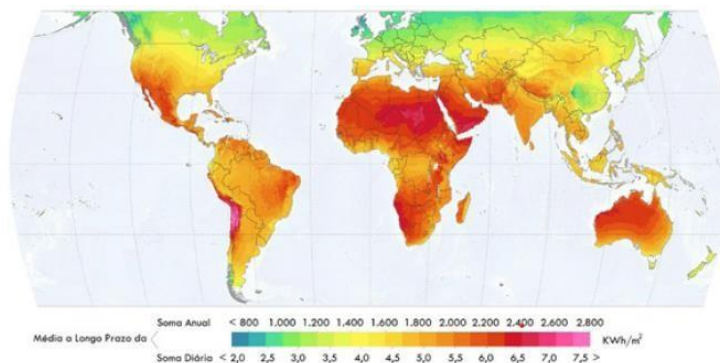 Soma Anual < 800 1.000 1.200 1.400 1.600 1.800 2.000 2.200 2.400 2.600 2.800
Média a Longo Prazo da KWh/m²
Soma Diária < 2,0 2,5 3,0 3,5 4,0 4,5 5,0 5,5 6,0 6,5 7,0 7,5